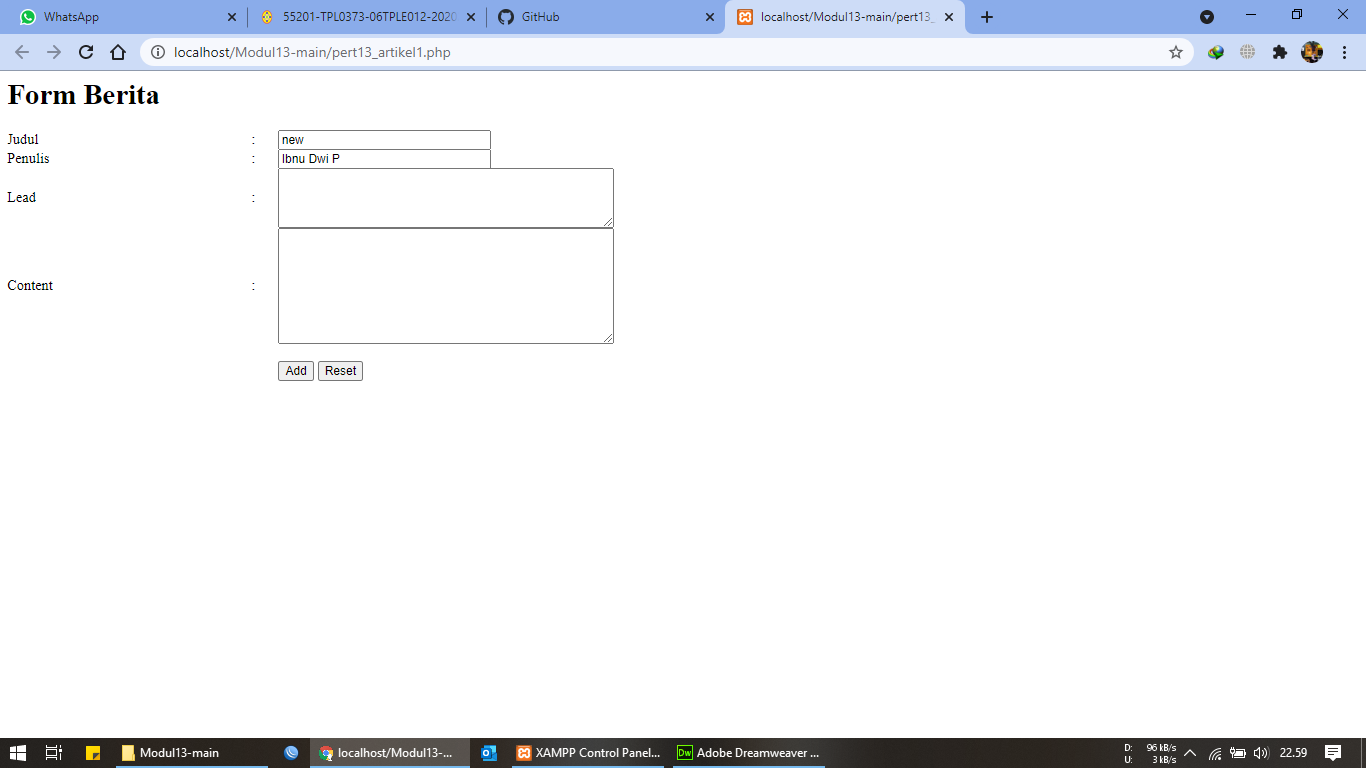 WhatsApp
55201-TPL0373-06TPLE012-2020
GitHub
localhost/Modul13-main/pert13_
localhost/Modul13-main/pert13_artikel1.php
Form Berita
Judul : new
Penulis : Ibnu Dwi P
Lead :
Content :
Add Reset
Modul13-main
localhost/Modul13-...
XAMPP Control Panel...
Dw Adobe Dreamweaver ...
D: 96 kB/s
U: 3 kB/s
22.59